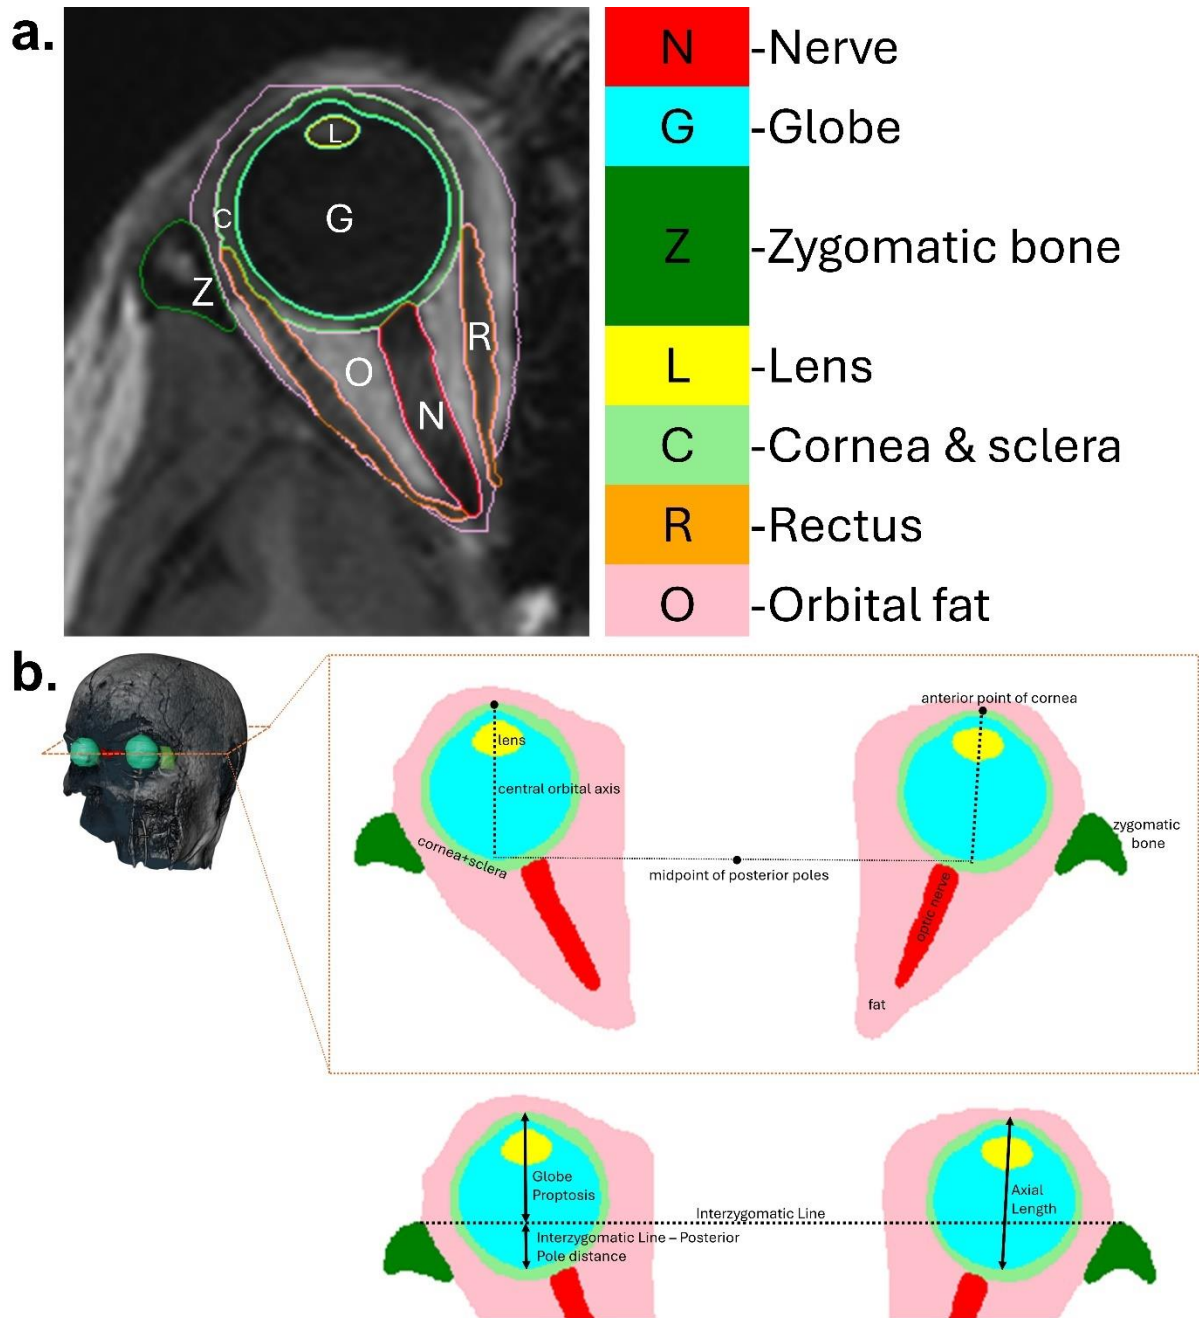 a.
L
G
C
Z
R
O
N
N -Nerve
G -Globe
Z -Zygomatic bone
L -Lens
C -Cornea & sclera
R -Rectus
O -Orbital fat
b.
anterior point of cornea
lens
central orbital axis
zygomatic
bone
cornea+sclera
midpoint of posterior poles
optic nerve
fat
Globe
Proptosis
Axial
Length
Interzygomatic Line
Interzygomatic Line – Posterior
Pole distance